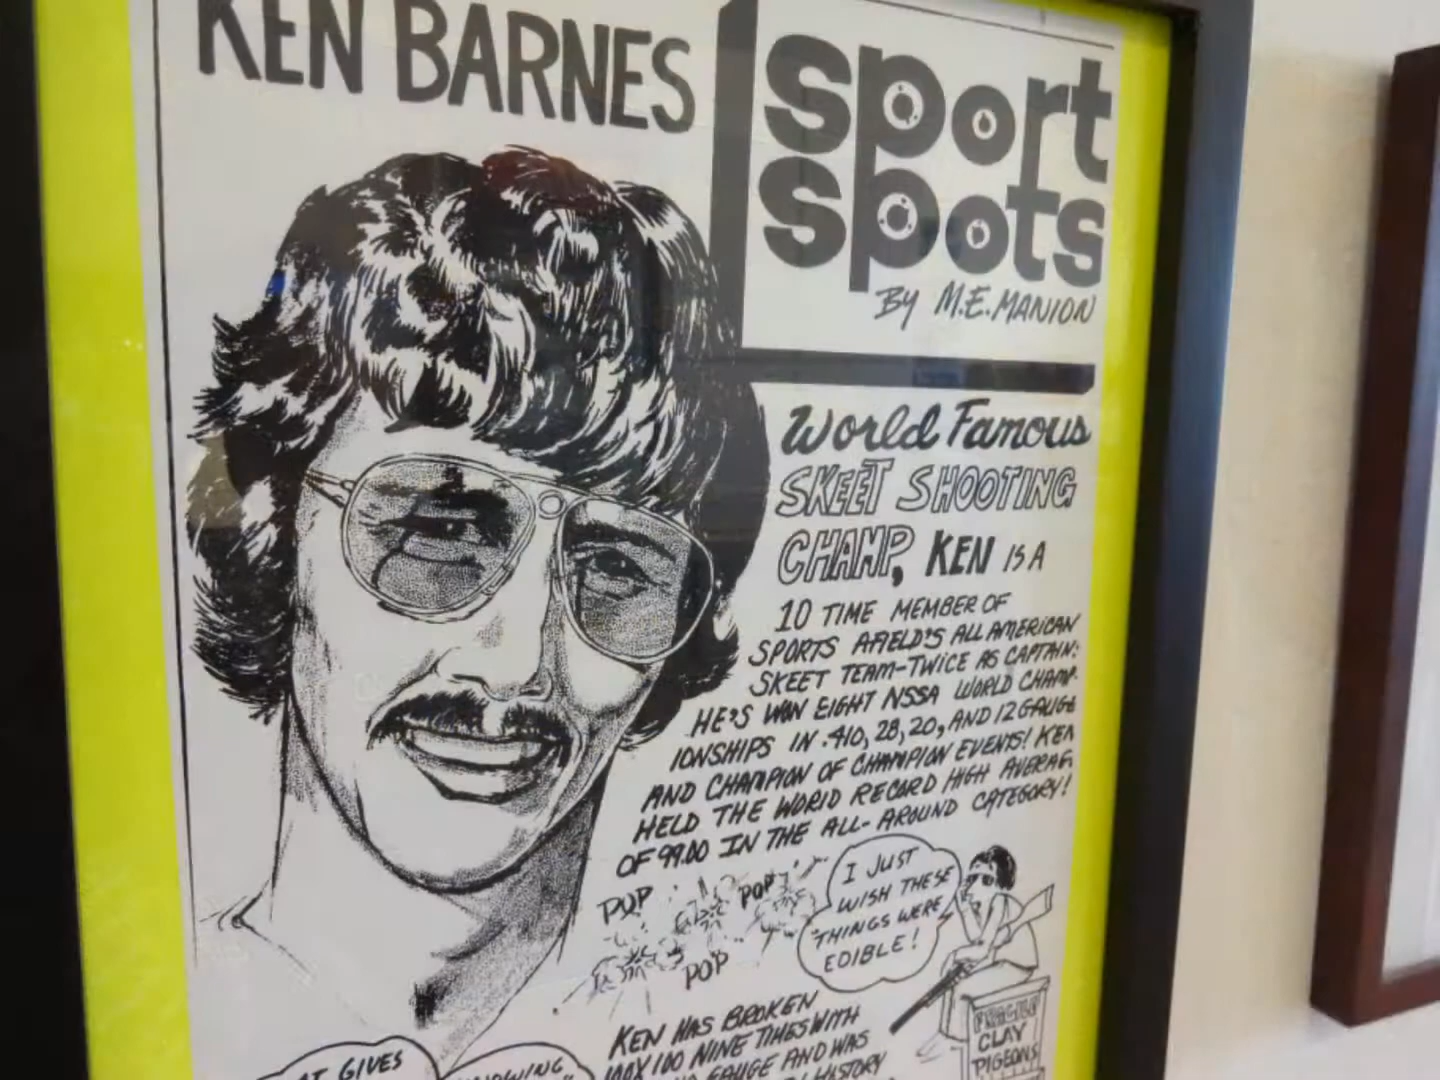 KEN BARNES
sport
spots
BY M.E. MANION
World Famous
SKEET SHOOTING
CHAMP, KEN IS A
10 TIME MEMBER OF
SPORTS AFIELD'S ALL AMERICAN
SKEET TEAM-TWICE AS CAPTAIN:
HE'S WON EIGHT NSSA WORLD CHAMP-
IONSHIPS IN .410, 28, 20, AND 12 GAUGE
AND CHAMPION OF CHAMPION EVENTS! KEN
HELD THE WORLD RECORD HIGH AVERAG
OF 99.00 IN THE ALL-AROUND CATEGORY!
POP
POP
POP
I JUST
WISH THESE
THINGS WERE
EDIBLE!
FRAGILE
CLAY
PIGEONS
KEN HAS BROKEN
100X100 NINE TIMES WITH
GAUGE AND WAS
HISTORY
GIVES